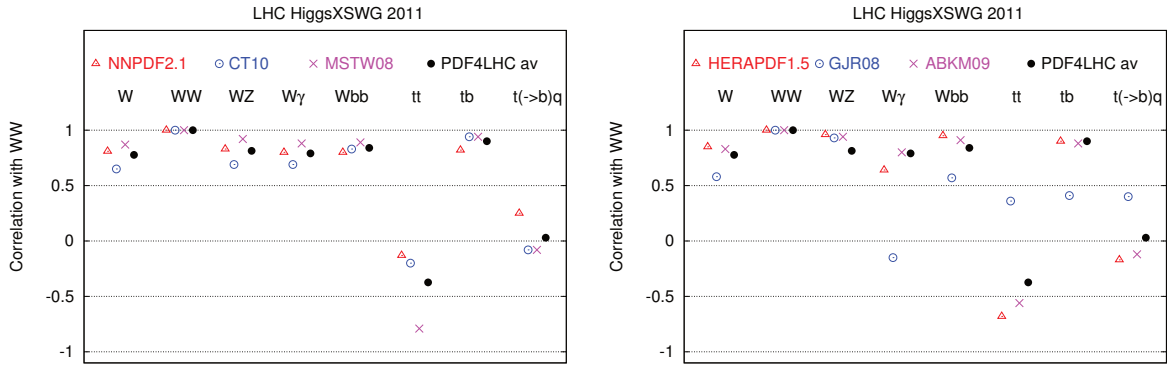 LHC HiggsXSWG 2011
NNPDF2.1 CT10 MSTW08 PDF4LHC av
W WW WZ Wγ Wbb tt tb t(->b)q
1
0.5
0
-0.5
-1
Correlation with WW
LHC HiggsXSWG 2011
HERAPDF1.5 GJR08 ABKM09 PDF4LHC av
W WW WZ Wγ Wbb tt tb t(->b)q
1
0.5
0
-0.5
-1
Correlation with WW